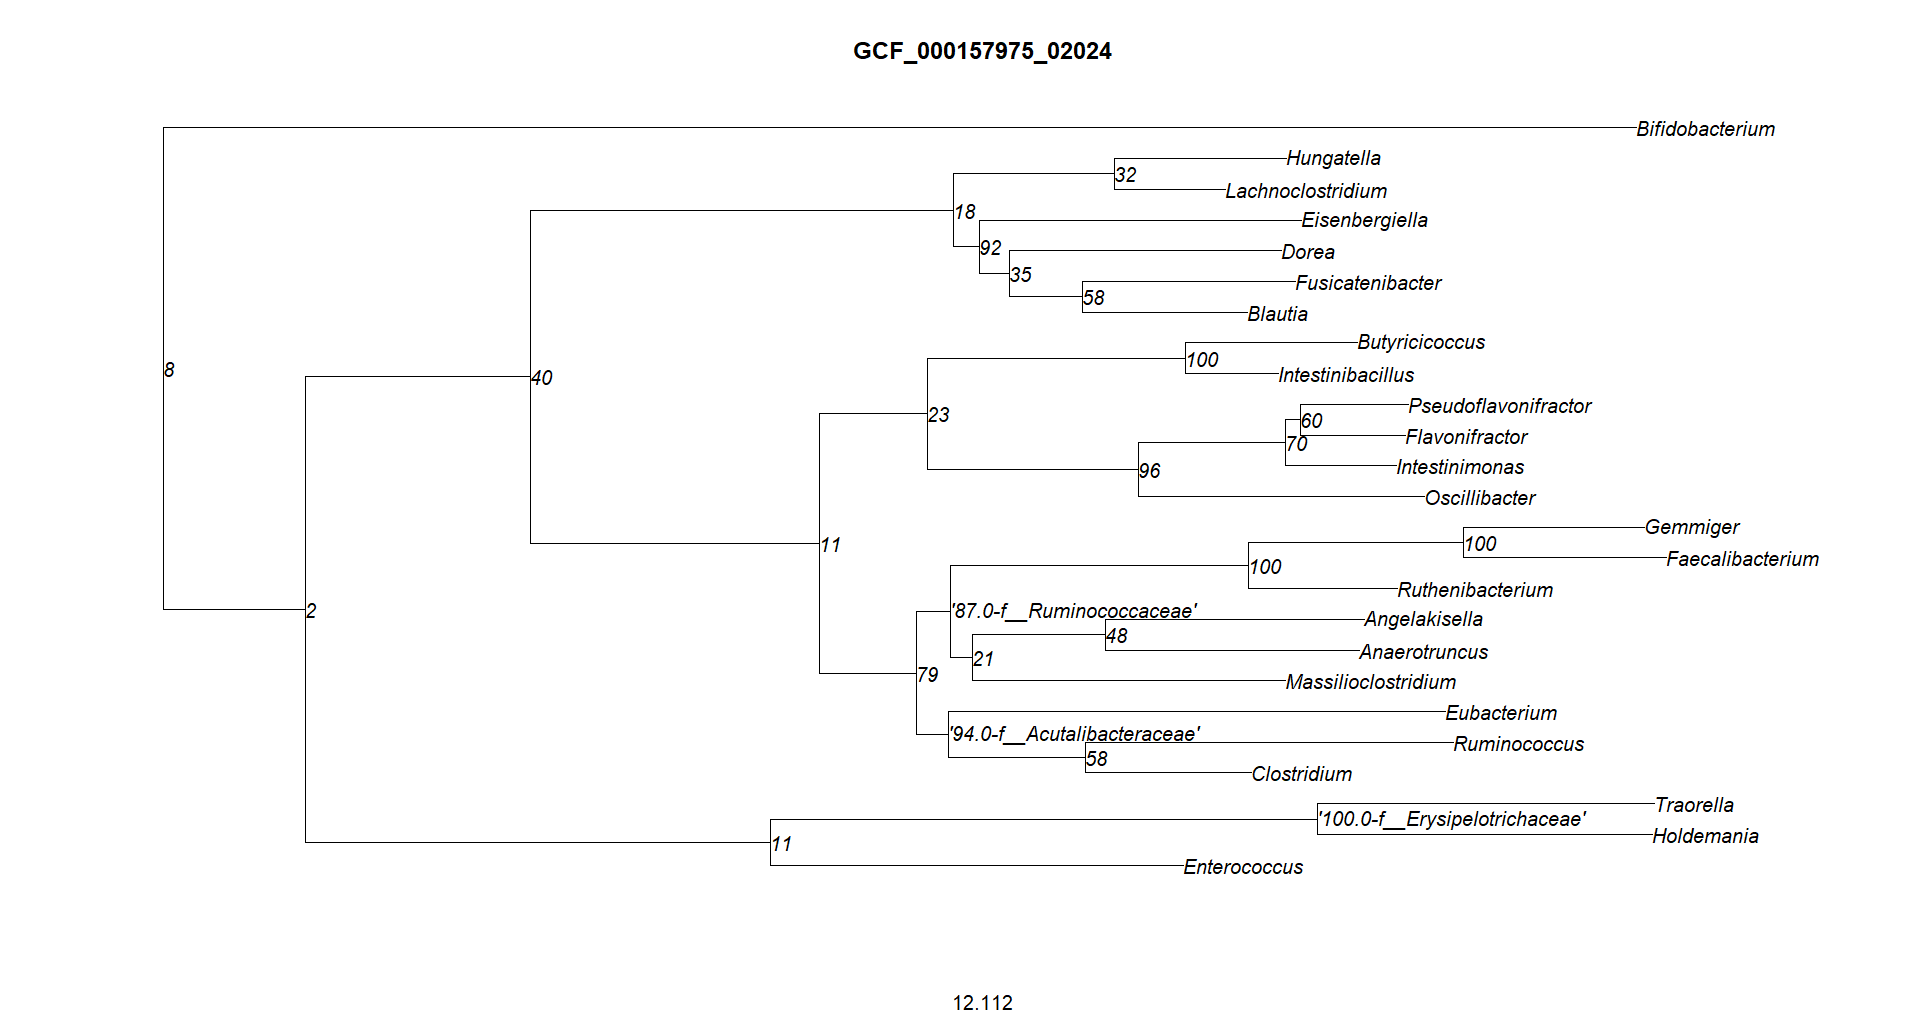 GCF_000157975_02024
Bifidobacterium
Hungatella
32
Lachnoclostridium
18
Eisenbergiella
92
Dorea
35
Fusicatenibacter
58
Blautia
Butyricicoccus
100
8
Intestinibacillus
40
Pseudoflavonifractor
23
60
Flavonifractor
70
Intestinimonas
96
Oscillibacter
Gemmiger
11
100
Faecalibacterium
100
Ruthenibacterium
2
'87.0-f__Ruminococcaceae'
Angelakisella
48
Anaerotruncus
21
79
Massilioclostridium
Eubacterium
'94.0-f__Acutalibacteraceae'
Ruminococcus
58
Clostridium
Traorella
'100.0-f__Erysipelotrichaceae'
Holdemania
11
Enterococcus
12.112